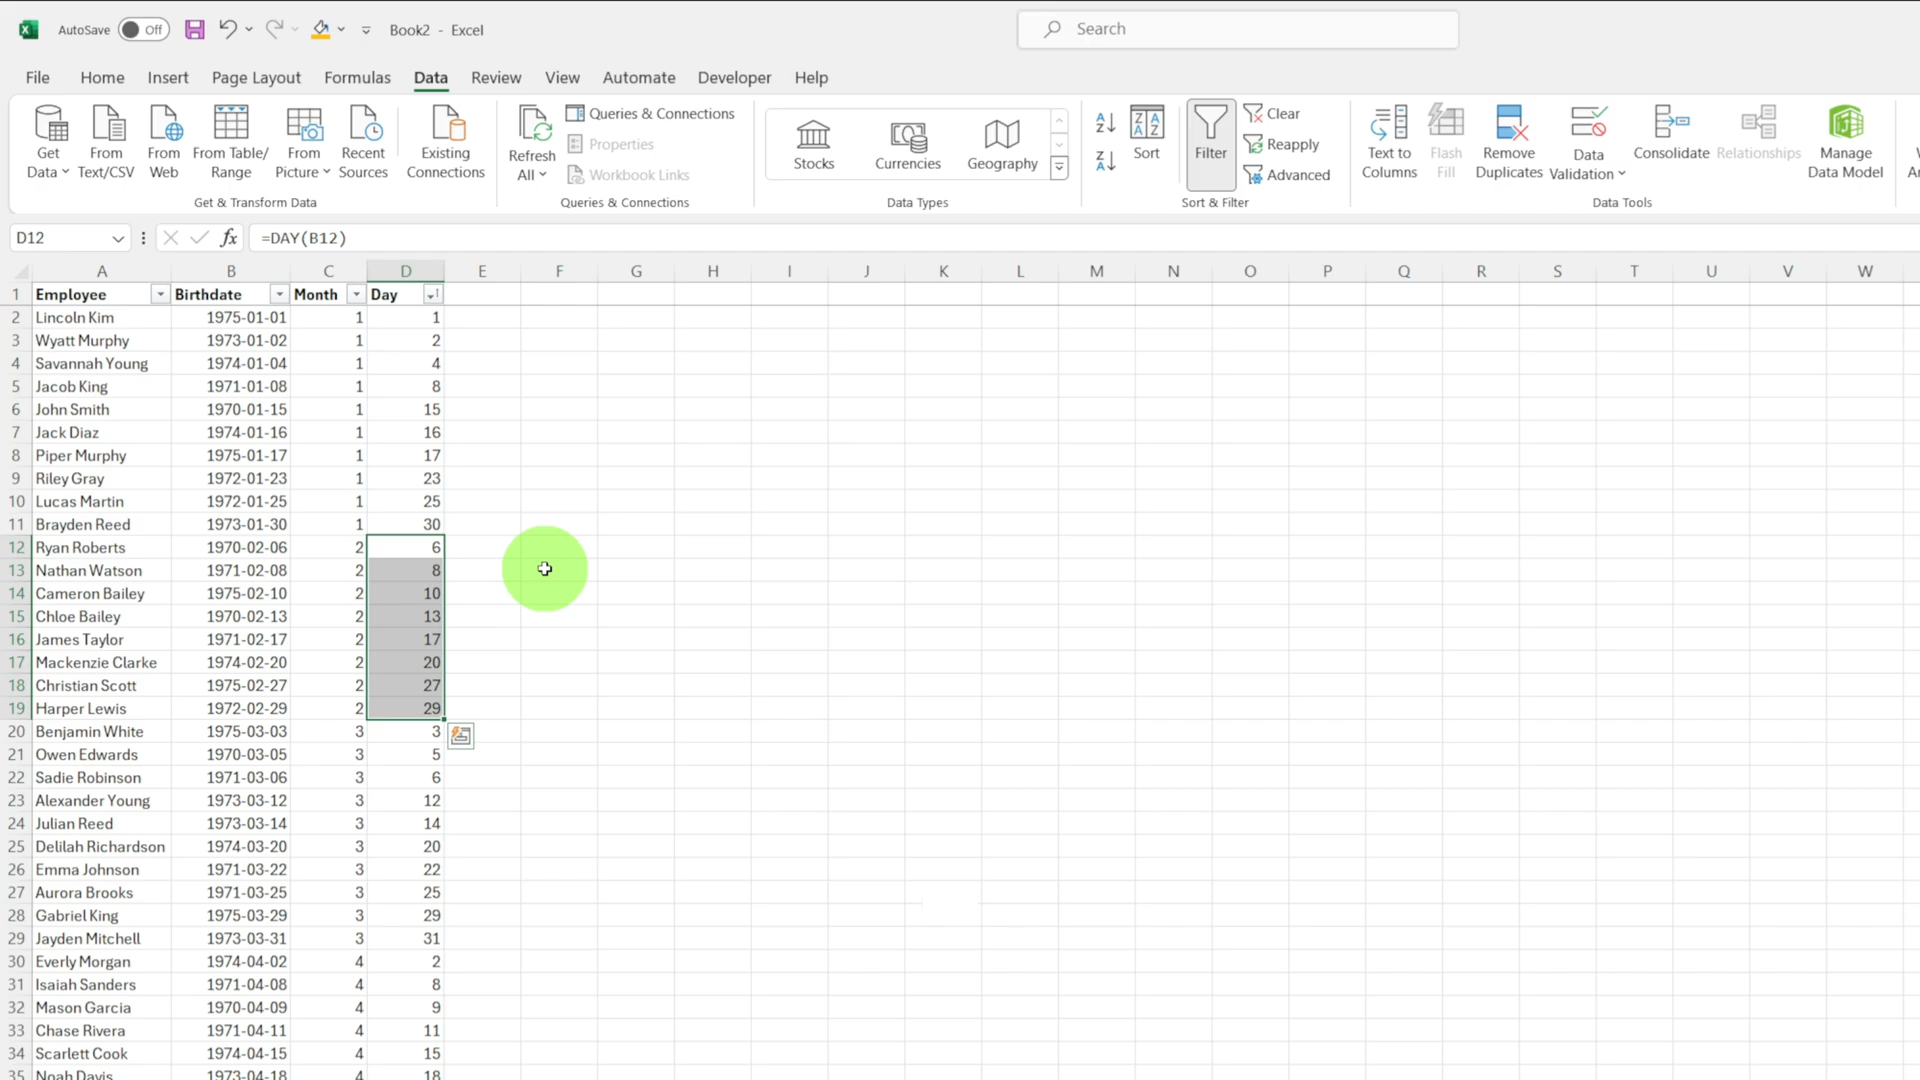 AutoSave Off Book2 - Excel Search
File Home Insert Page Layout Formulas Data Review View Automate Developer Help
Get Data From Text/CSV From Web From Table/ Range From Picture Recent Sources Existing Connections
Get & Transform Data
Refresh All Queries & Connections
Properties
Workbook Links
Queries & Connections
Stocks Currencies Geography
Data Types
A Z Z A Z A A Z Sort Filter Clear
Reapply
Advanced
Sort & Filter
Text to Columns Flash Fill Remove Duplicates Data Validation Consolidate Relationships Manage Data Model
Data Tools
D12 fx =DAY(B12)
A B C D E F G H I J K L M N O P Q R S T U V W
1 Employee Birthdate Month Day
2 Lincoln Kim 1975-01-01 1 1
3 Wyatt Murphy 1973-01-02 1 2
4 Savannah Young 1974-01-04 1 4
5 Jacob King 1971-01-08 1 8
6 John Smith 1970-01-15 1 15
7 Jack Diaz 1974-01-16 1 16
8 Piper Murphy 1975-01-17 1 17
9 Riley Gray 1972-01-23 1 23
10 Lucas Martin 1972-01-25 1 25
11 Brayden Reed 1973-01-30 1 30
12 Ryan Roberts 1970-02-06 2 6
13 Nathan Watson 1971-02-08 2 8
14 Cameron Bailey 1975-02-10 2 10
15 Chloe Bailey 1970-02-13 2 13
16 James Taylor 1971-02-17 2 17
17 Mackenzie Clarke 1974-02-20 2 20
18 Christian Scott 1975-02-27 2 27
19 Harper Lewis 1972-02-29 2 29
20 Benjamin White 1975-03-03 3 3
21 Owen Edwards 1970-03-05 3 5
22 Sadie Robinson 1971-03-06 3 6
23 Alexander Young 1973-03-12 3 12
24 Julian Reed 1973-03-14 3 14
25 Delilah Richardson 1974-03-20 3 20
26 Emma Johnson 1971-03-22 3 22
27 Aurora Brooks 1971-03-25 3 25
28 Gabriel King 1975-03-29 3 29
29 Jayden Mitchell 1973-03-31 3 31
30 Everly Morgan 1974-04-02 4 2
31 Isaiah Sanders 1971-04-08 4 8
32 Mason Garcia 1970-04-09 4 9
33 Chase Rivera 1971-04-11 4 11
34 Scarlett Cook 1974-04-15 4 15
35 Noah Davis 1973-04-18 4 18